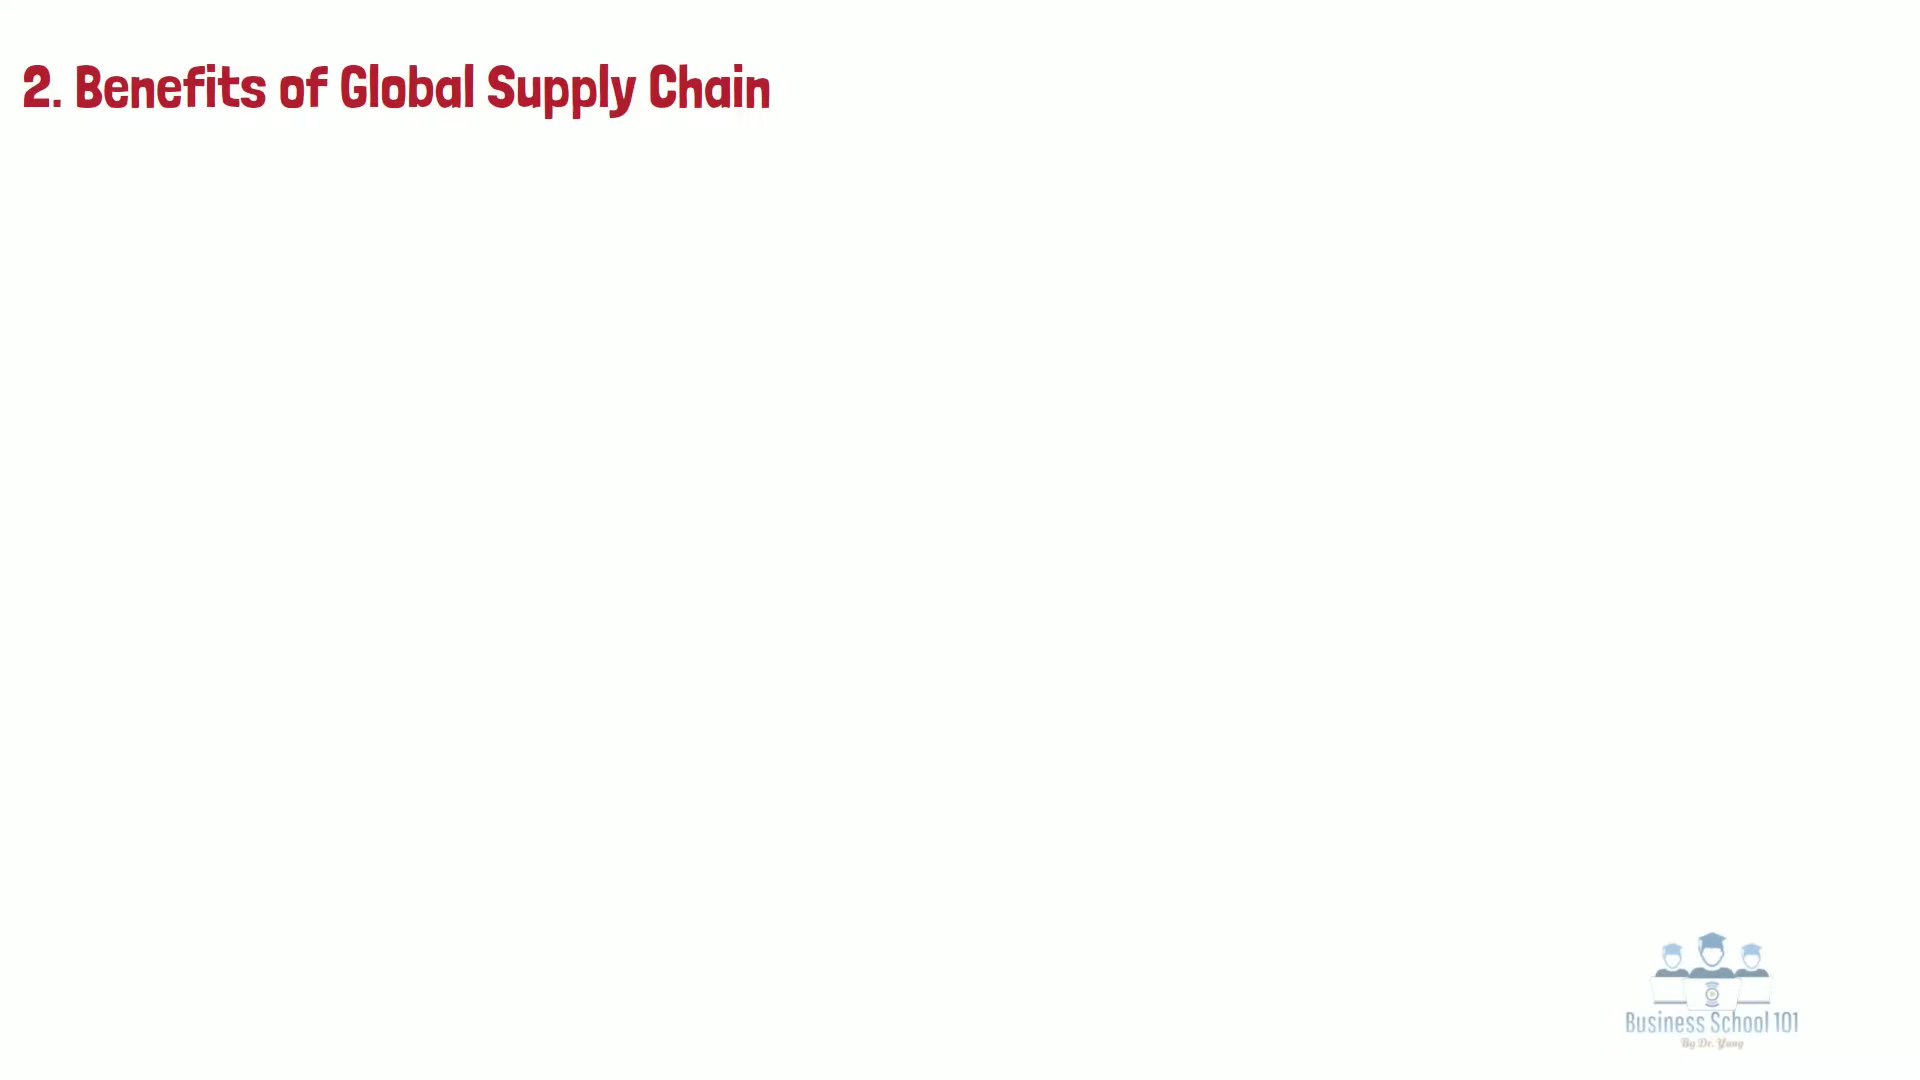 2. Benefits of Global Supply Chain
Business School 101
By Dr. Yang